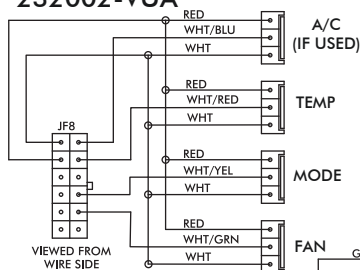 232002-VUA
RED
WHT/BLU
WHT
A/C
(IF USED)
RED
WHT/RED
WHT
TEMP
JF8
RED
WHT/YEL
WHT
MODE
RED
WHT/GRN
WHT
FAN
VIEWED FROM
WIRE SIDE
G